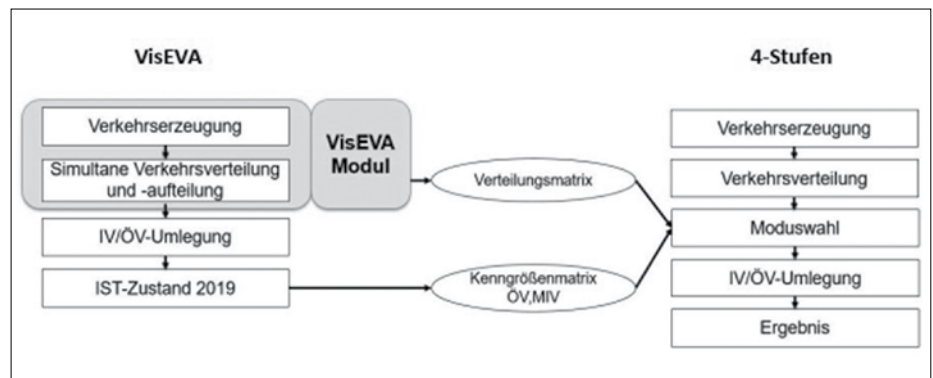 VisEVA
4-Stufen
Verkehrserzeugung
Simultane Verkehrsverteilung
und -aufteilung
VisEVA
Modul
IV/ÖV-Umlegung
IST-Zustand 2019
Verteilungsmatrix
Kenngrößenmatrix
ÖV,MIV
Verkehrserzeugung
Verkehrsverteilung
Moduswahl
IV/ÖV-Umlegung
Ergebnis